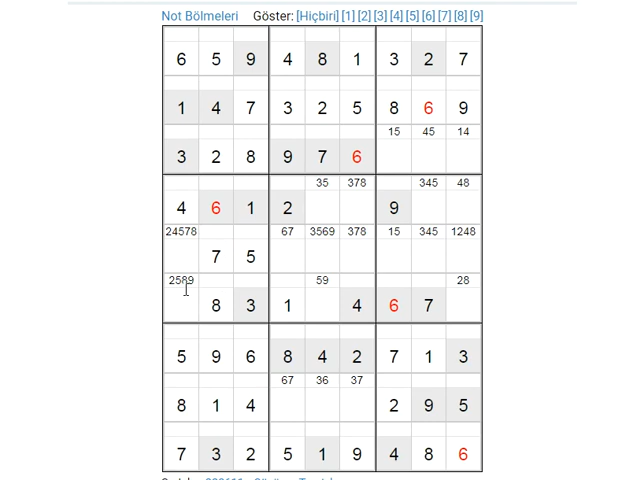 Not Bölmeleri Göster: [Hiçbiri] [1] [2] [3] [4] [5] [6] [7] [8] [9]
6 5 9 4 8 1 3 2 7
1 4 7 3 2 5 8 6 9
15 45 14
3 2 8 9 7 6
35 378 345 48
4 6 1 2 9
24578 67 3569 378 15 345 1248
7 5
2589 59 28
8 3 1 4 6 7
5 9 6 8 4 2 7 1 3
67 36 37
8 1 4 2 9 5
7 3 2 5 1 9 4 8 6